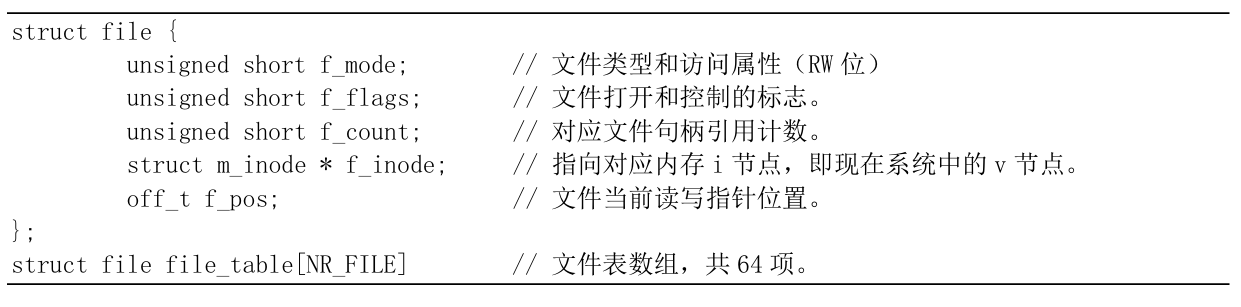 struct file {
unsigned short f_mode; // 文件类型和访问属性（RW 位）
unsigned short f_flags; // 文件打开和控制的标志。
unsigned short f_count; // 对应文件句柄引用计数。
struct m_inode * f_inode; // 指向对应内存 i 节点，即现在系统中的 v 节点。
off_t f_pos; // 文件当前读写指针位置。
};
struct file file_table[NR_FILE] // 文件表数组，共 64 项。